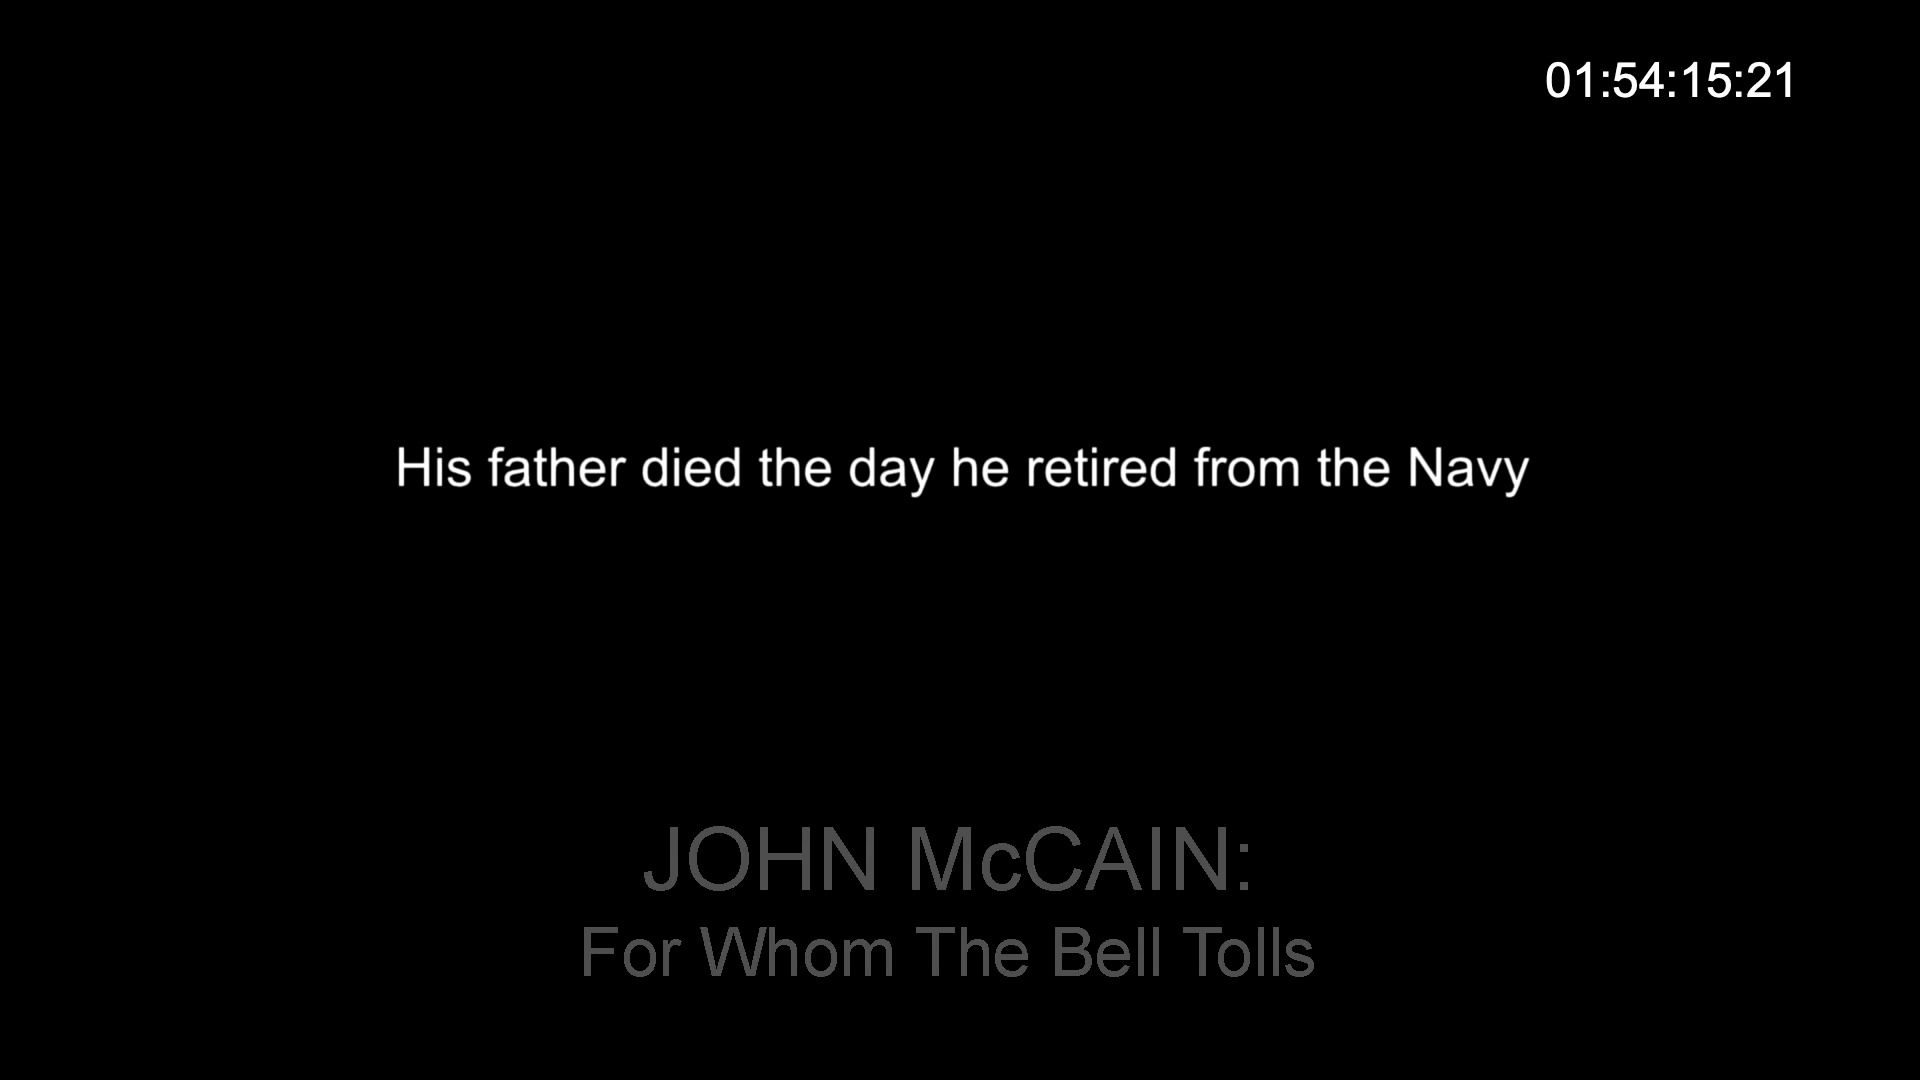 01:54:15:21
His father died the day he retired from the Navy
JOHN McCAIN:
For Whom The Bell Tolls